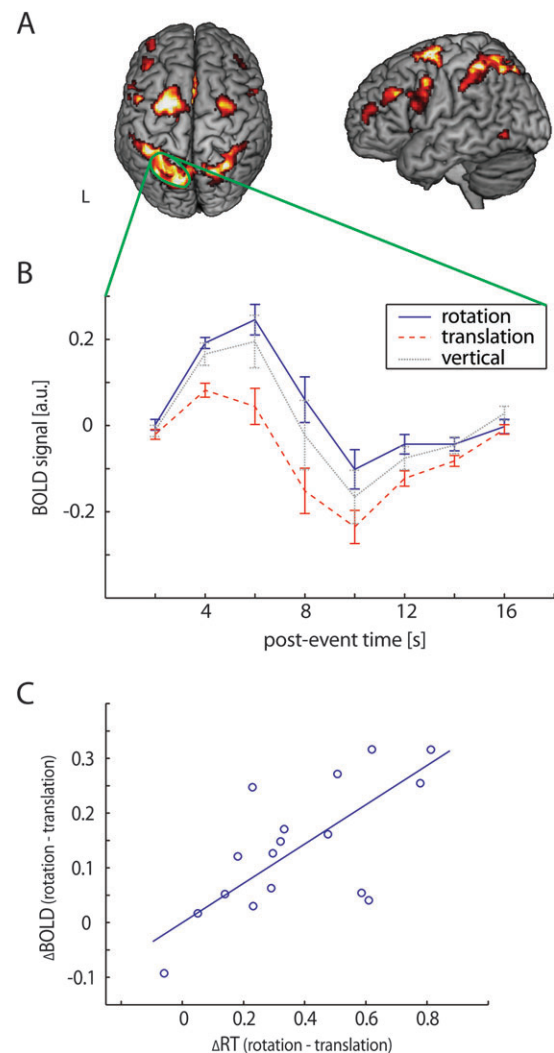 A
L
B
rotation
translation
vertical
0.2
0
-0.2
BOLD signal [a.u.]
4 8 12 16
post-event time [s]
C
0.3
0.2
0.1
0
-0.1
ΔBOLD (rotation - translation)
0 0.2 0.4 0.6 0.8
ΔRT (rotation - translation)